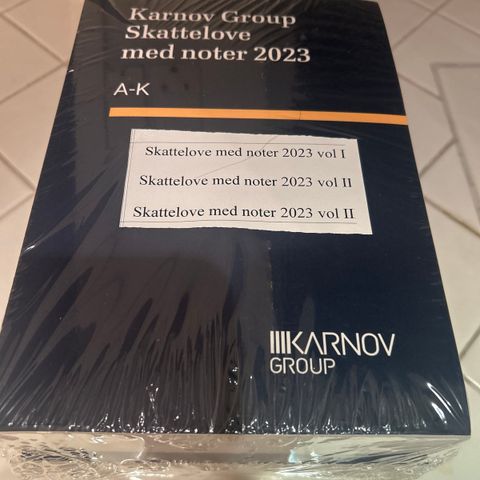 Karnov Group
Skattelove
med noter 2023
A-K
Skattelove med noter 2023 vol I
Skattelove med noter 2023 vol II
Skattelove med noter 2023 vol II
KARNOV
GROUP